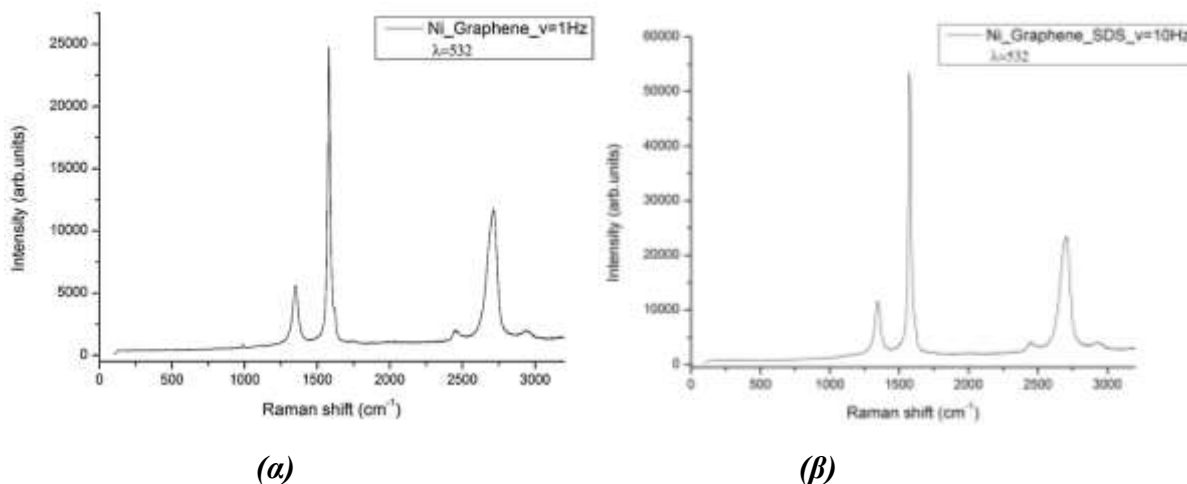 Ni_Graphene_v=1Hz
λ=532
25000
20000
15000
10000
5000
0
Intensity (arb.units)
0 500 1000 1500 2000 2500 3000
Raman shift (cm⁻¹)
(α)
Ni_Graphene_SDS_v=10Hz
λ=532
60000
50000
40000
30000
20000
10000
0
Intensity (arb.units)
0 500 1000 1500 2000 2500 3000
Raman shift (cm⁻¹)
(β)